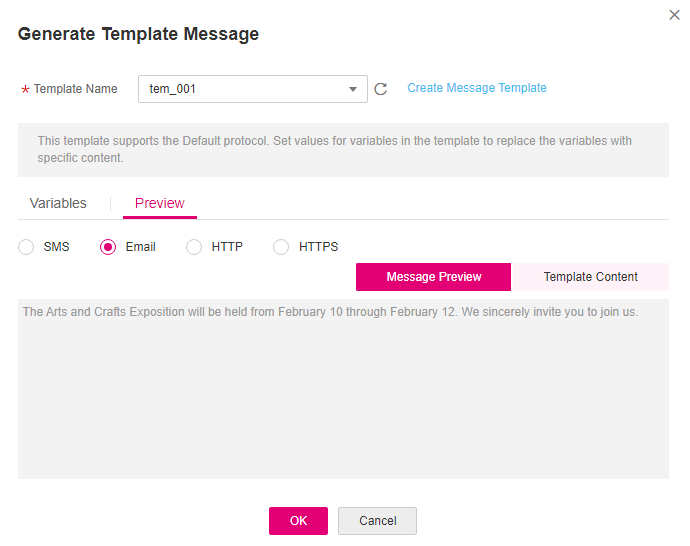 Generate Template Message
* Template Name
tem_001
Create Message Template
This template supports the Default protocol. Set values for variables in the template to replace the variables with
specific content.
Variables
Preview
SMS
Email
HTTP
HTTPS
Message Preview
Template Content
The Arts and Crafts Exposition will be held from February 10 through February 12. We sincerely invite you to join us.
OK
Cancel